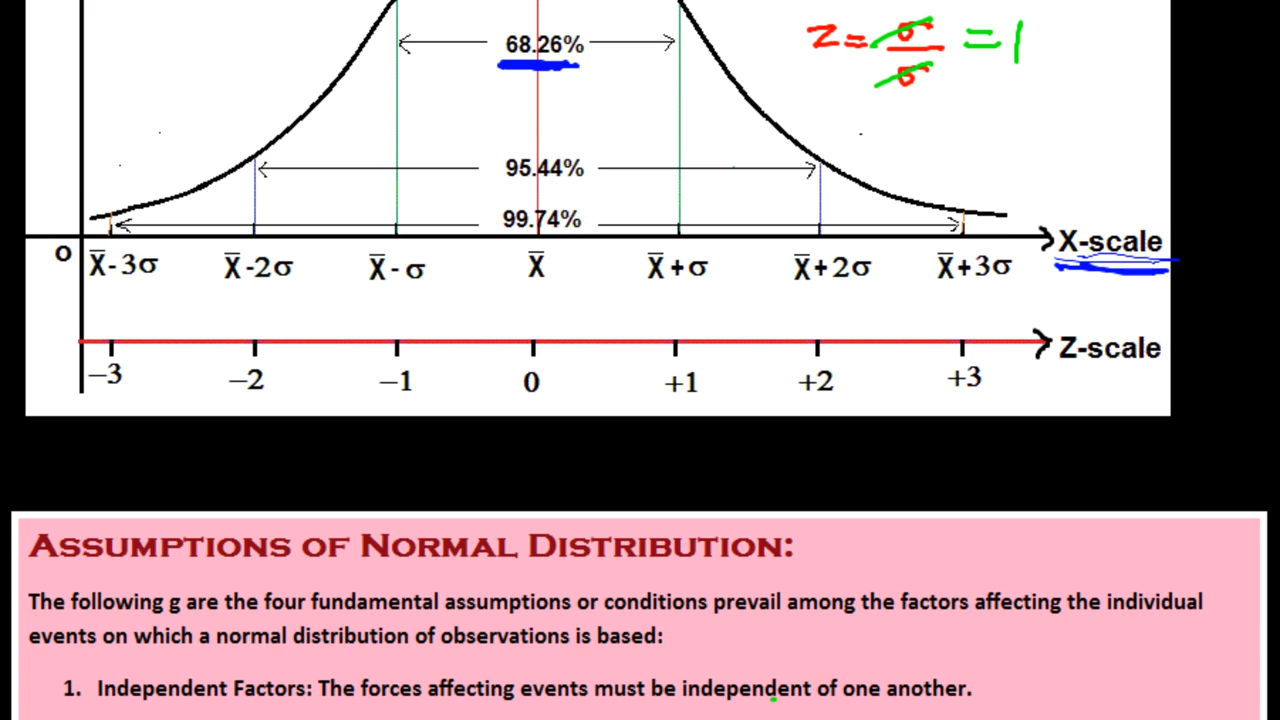 68.26%
z = σ/σ = 1
95.44%
99.74%
X-scale
O X̄-3σ X̄-2σ X̄-σ X̄ X̄+σ X̄+2σ X̄+3σ
Z-scale
−3 −2 −1 0 +1 +2 +3
ASSUMPTIONS OF NORMAL DISTRIBUTION:
The following g are the four fundamental assumptions or conditions prevail among the factors affecting the individual
events on which a normal distribution of observations is based:
1. Independent Factors: The forces affecting events must be independent of one another.